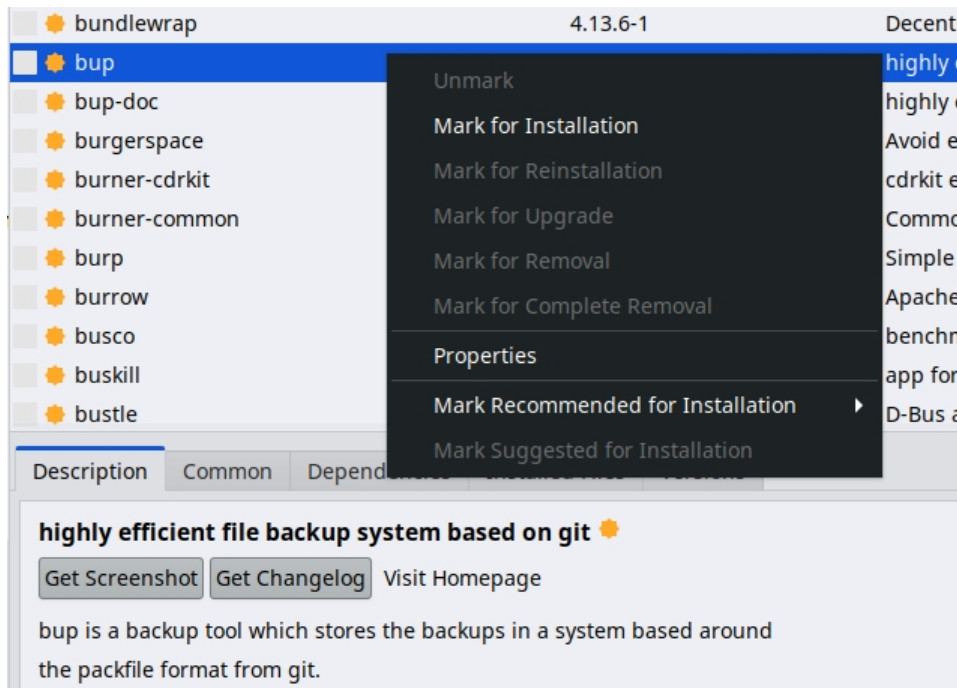 bundlewrap 4.13.6-1 Decent
bup highly
bup-doc highly
burgerspace Avoid e
burner-cdrkit cdrkit e
burner-common Commo
burp Simple
burrow Apache
busco benchm
buskill app for
bustle D-Bus a
Unmark
Mark for Installation
Mark for Reinstallation
Mark for Upgrade
Mark for Removal
Mark for Complete Removal
Properties
Mark Recommended for Installation
Mark Suggested for Installation
Description Common Dependencies Installed Files Versions
highly efficient file backup system based on git
Get Screenshot Get Changelog Visit Homepage
bup is a backup tool which stores the backups in a system based around
the packfile format from git.